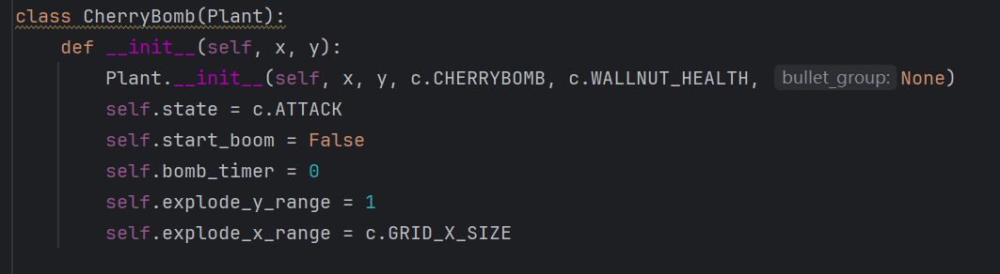 class CherryBomb(Plant):
    def __init__(self, x, y):
        Plant.__init__(self, x, y, c.CHERRYBOMB, c.WALLNUT_HEALTH, bullet_group: None)
        self.state = c.ATTACK
        self.start_boom = False
        self.bomb_timer = 0
        self.explode_y_range = 1
        self.explode_x_range = c.GRID_X_SIZE